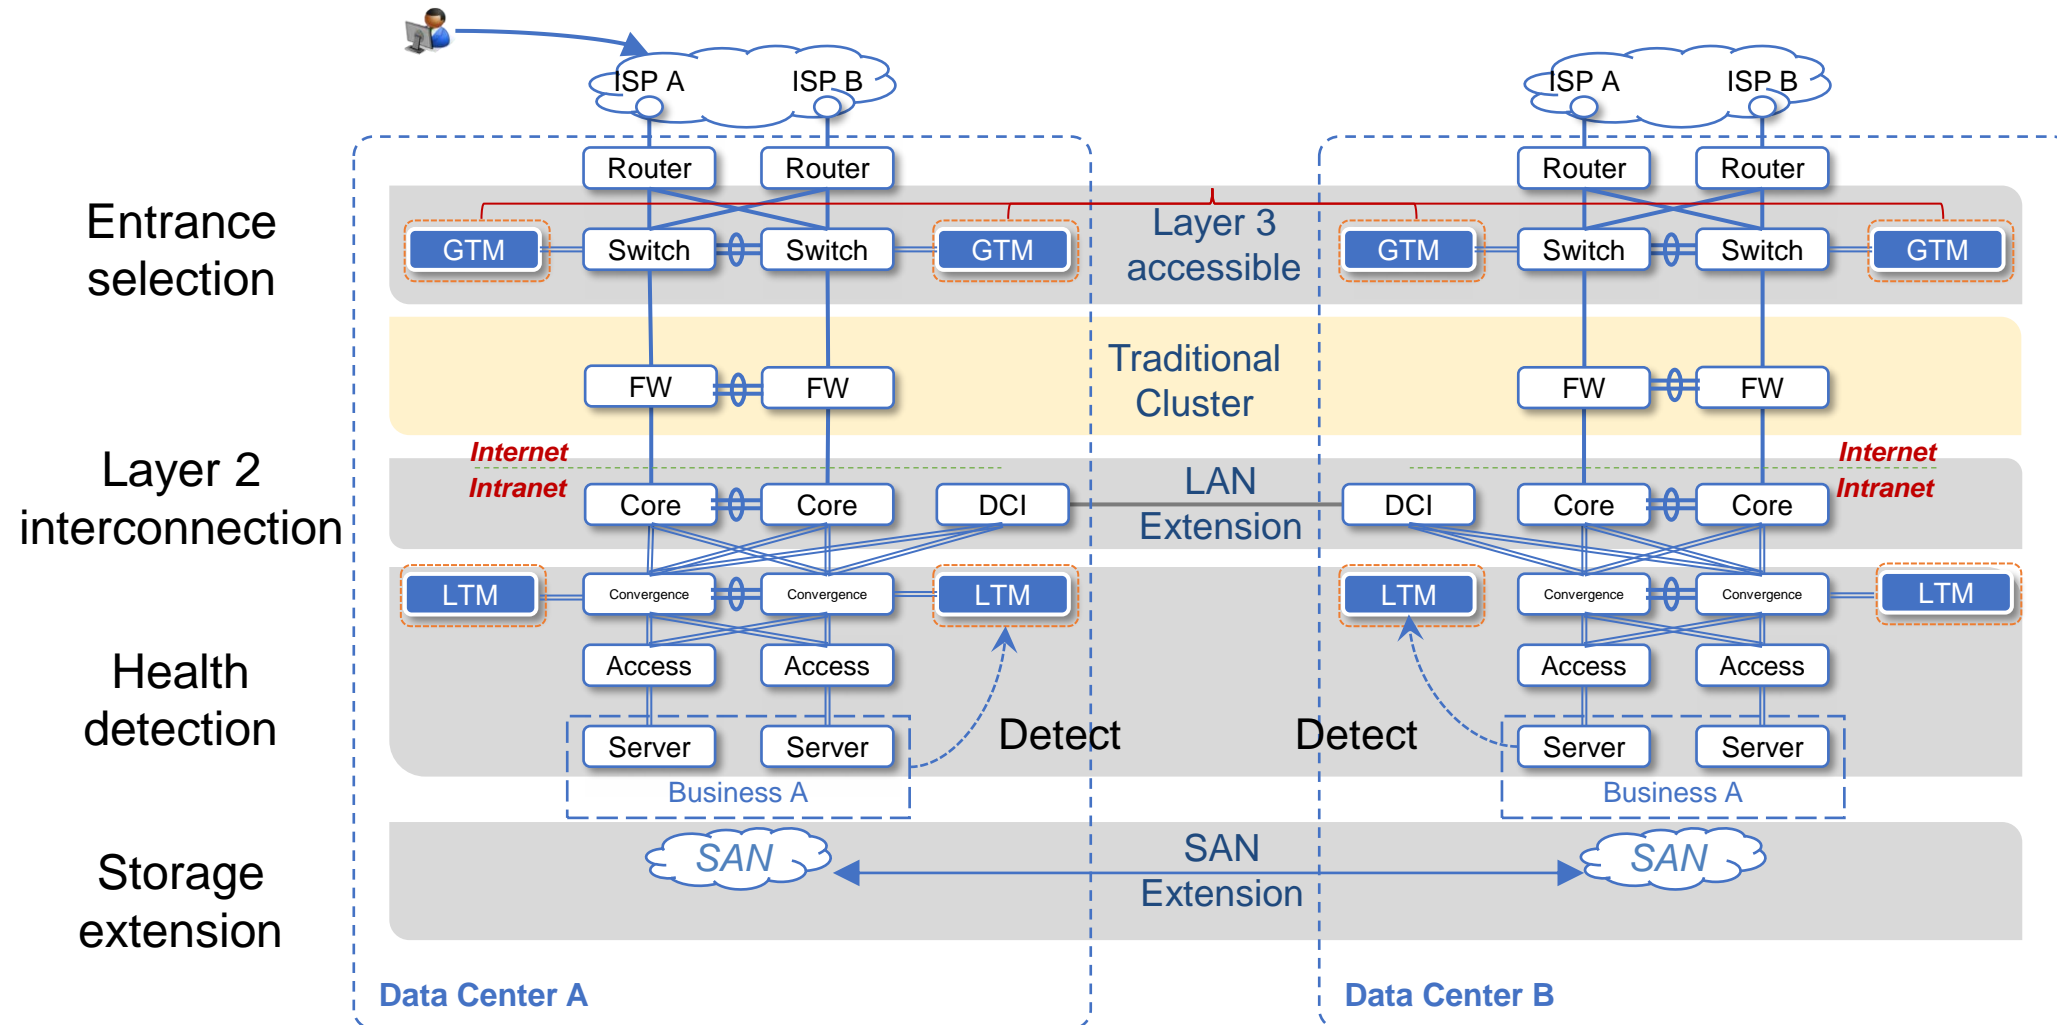 ISP A
ISP B
ISP A
ISP B
Router
Router
Router
Router
Entrance
selection
GTM
Switch
Switch
GTM
Layer 3
accessible
GTM
Switch
Switch
GTM
Traditional
Cluster
FW
FW
FW
FW
Internet
Intranet
Internet
Intranet
Layer 2
interconnection
Core
Core
DCI
LAN
Extension
DCI
Core
Core
LTM
Convergence
Convergence
LTM
LTM
Convergence
Convergence
LTM
Health
detection
Access
Access
Access
Access
Server
Server
Detect
Detect
Server
Server
Business A
Business A
Storage
extension
SAN
SAN
Extension
SAN
Data Center A
Data Center B